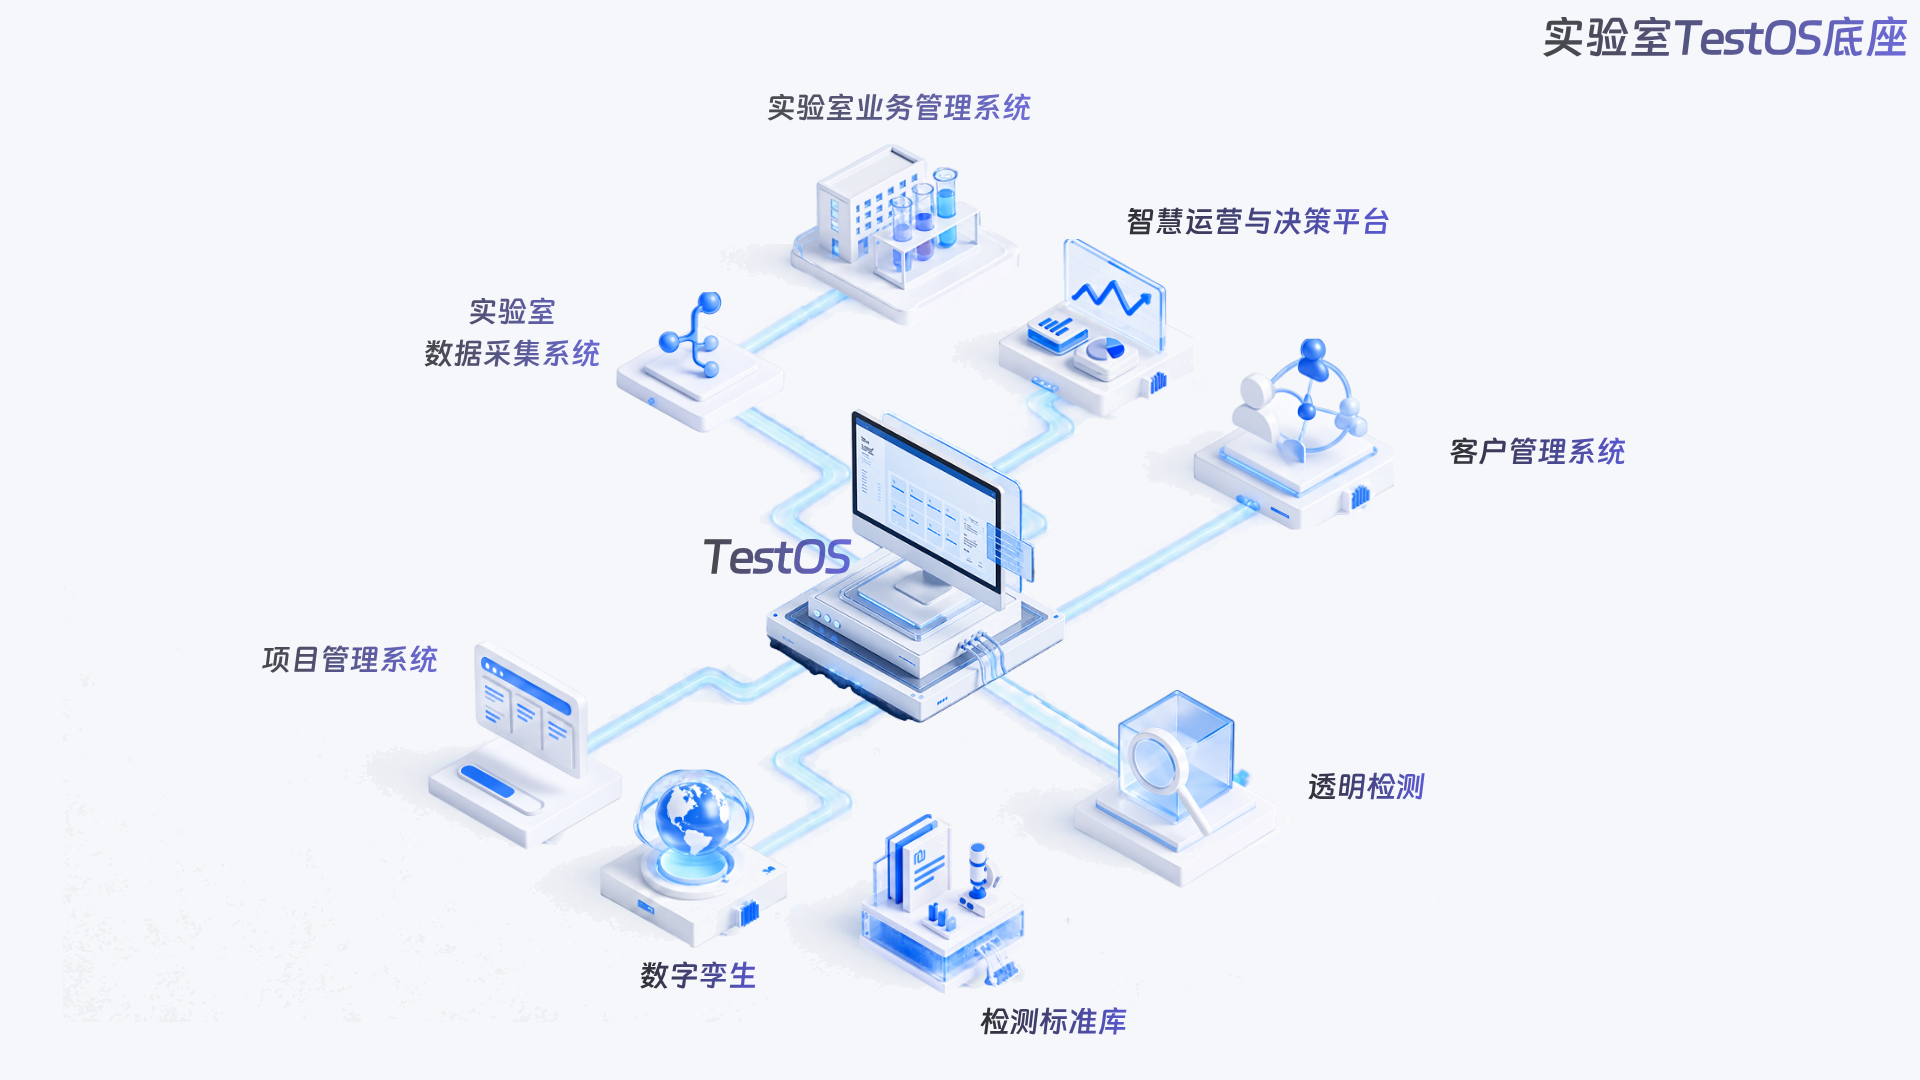 实验室TestOS底座
实验室业务管理系统
智慧运营与决策平台
实验室
数据采集系统
客户管理系统
TestOS
项目管理系统
透明检测
数字孪生
检测标准库